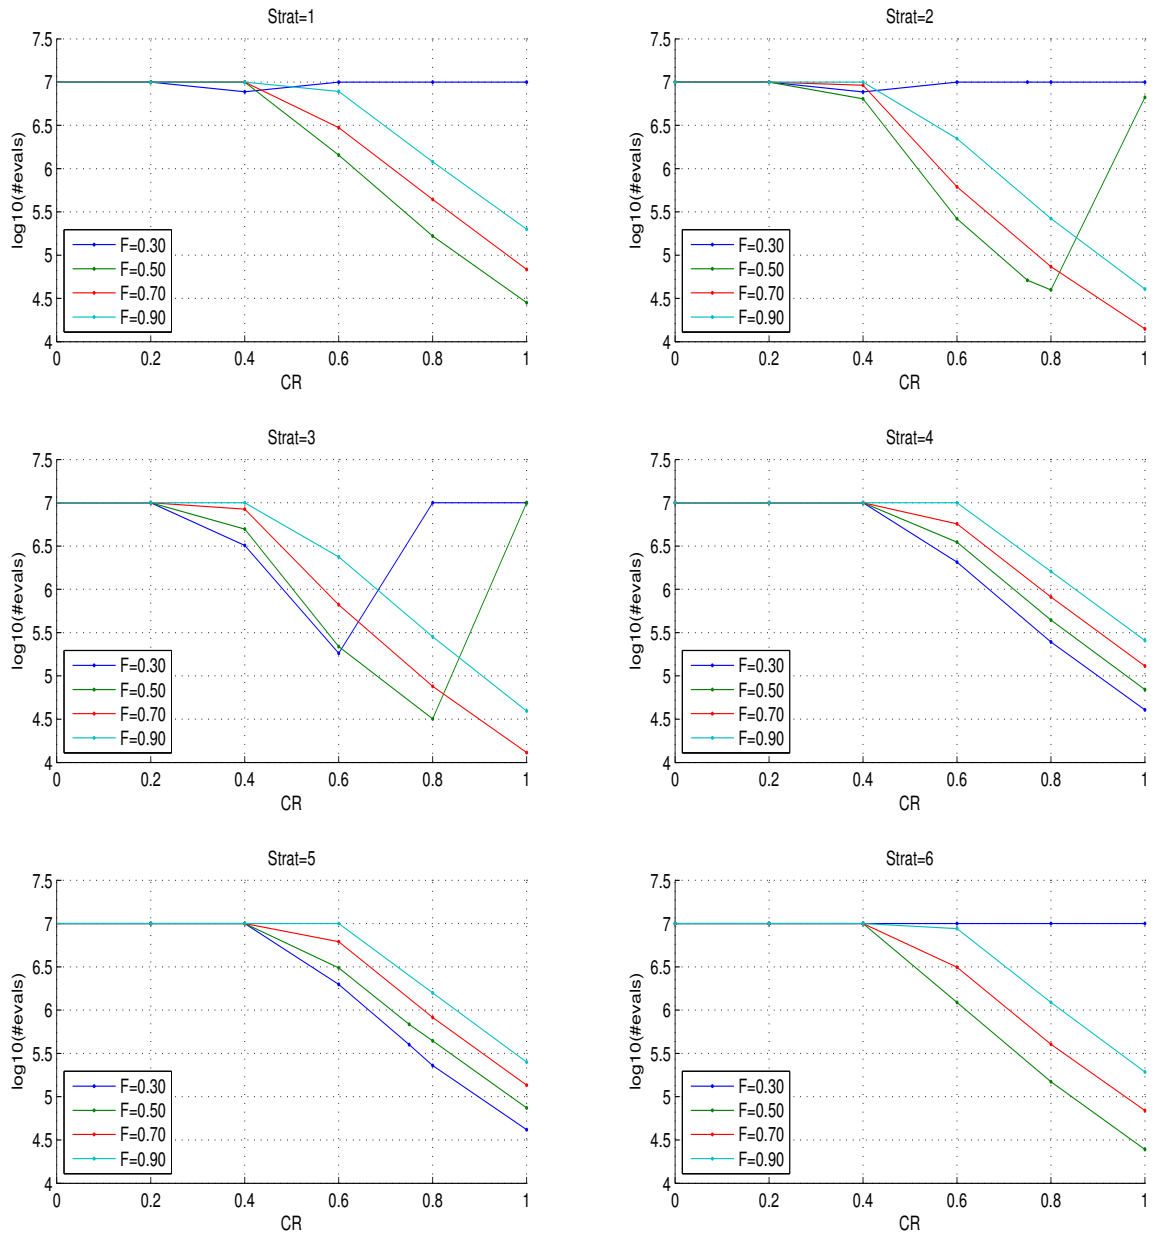 Strat=1
7.5
7
6.5
6
5.5
5
4.5
4
log10(#evals)
F=0.30
F=0.50
F=0.70
F=0.90
0 0.2 0.4 0.6 0.8 1
CR
Strat=2
7.5
7
6.5
6
5.5
5
4.5
4
log10(#evals)
F=0.30
F=0.50
F=0.70
F=0.90
0 0.2 0.4 0.6 0.8 1
CR
Strat=3
7.5
7
6.5
6
5.5
5
4.5
4
log10(#evals)
F=0.30
F=0.50
F=0.70
F=0.90
0 0.2 0.4 0.6 0.8 1
CR
Strat=4
7.5
7
6.5
6
5.5
5
4.5
4
log10(#evals)
F=0.30
F=0.50
F=0.70
F=0.90
0 0.2 0.4 0.6 0.8 1
CR
Strat=5
7.5
7
6.5
6
5.5
5
4.5
4
log10(#evals)
F=0.30
F=0.50
F=0.70
F=0.90
0 0.2 0.4 0.6 0.8 1
CR
Strat=6
7.5
7
6.5
6
5.5
5
4.5
4
log10(#evals)
F=0.30
F=0.50
F=0.70
F=0.90
0 0.2 0.4 0.6 0.8 1
CR